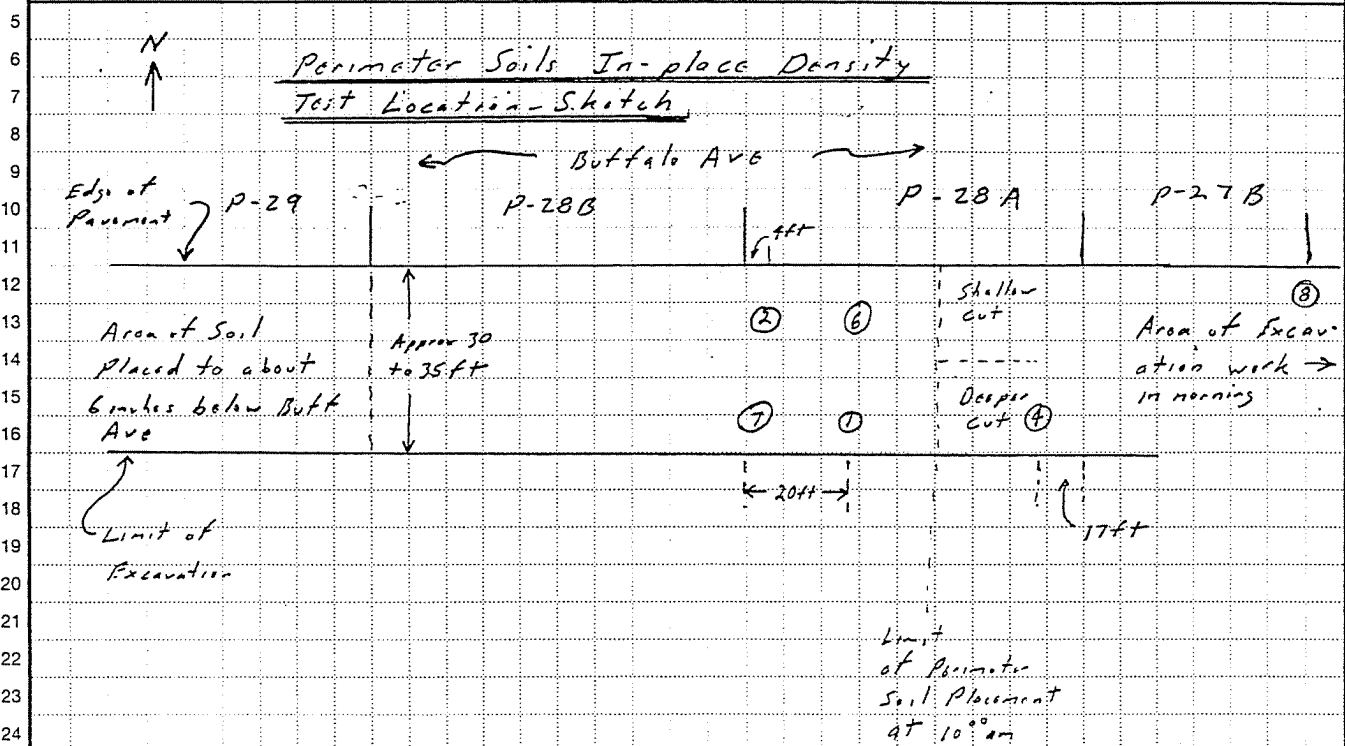 5
6
7
8
9
10
11
12
13
14
15
16
17
18
19
20
21
22
23
24
N
Perimeter Soils In-place Density
Test Location - Sketch
Buffalo Ave
Edge of
Pavement
P-29
P-28B
P-28A
P-27B
4ft
Area of Soil
Placed to about
6 inches below Buff
Ave
Approx 30
to 35 ft
2
6
7
1
Shallow
cut
Deeper
cut
4
8
Area of Excav-
ation work →
in morning
20ft
17ft
Limit of
Excavation
Limit
of Perimeter
Soil Placement
at 10⁰⁰ am